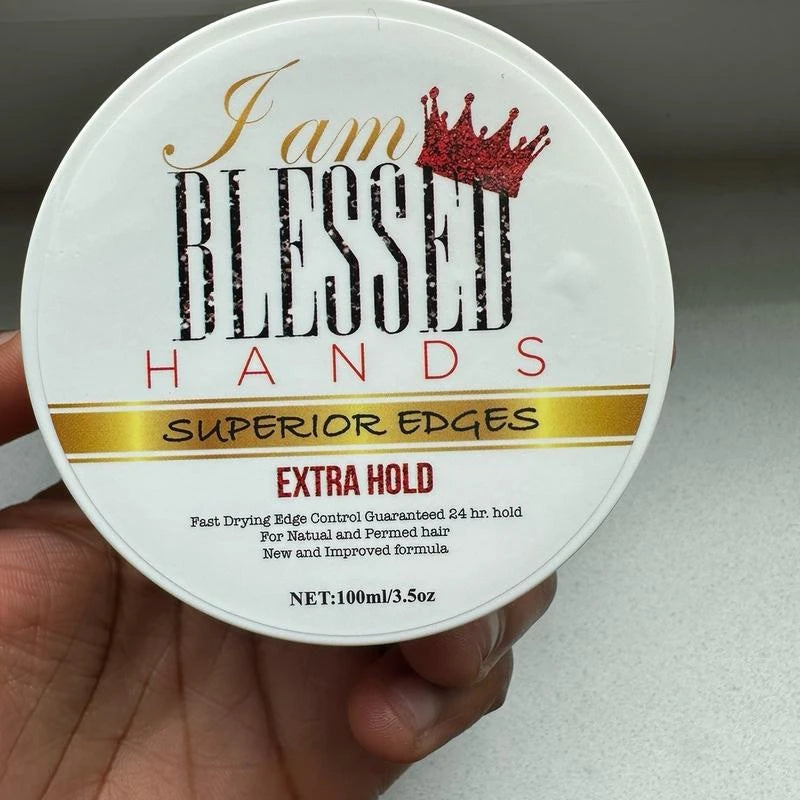 I am
BLESSED
HANDS
SUPERIOR EDGES
EXTRA HOLD
Fast Drying Edge Control Guaranteed 24 hr. hold
For Natual and Permed hair
New and Improved formula
NET:100ml/3.5oz